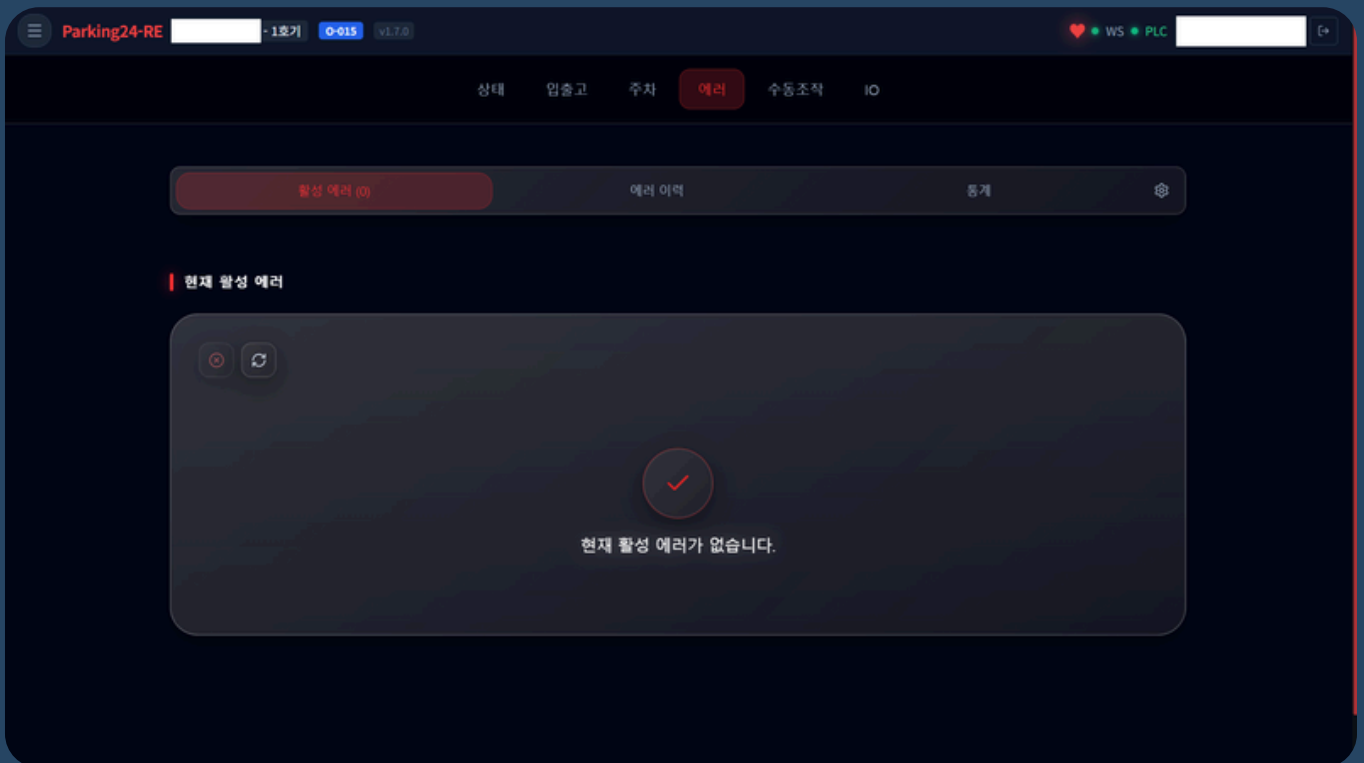 Parking24-RE - 1호기 O-015 v1.7.0 WS PLC
상태 입출고 주차 에러 수동조작 IO
활성 에러 (0) 에러 이력 통계
현재 활성 에러
현재 활성 에러가 없습니다.